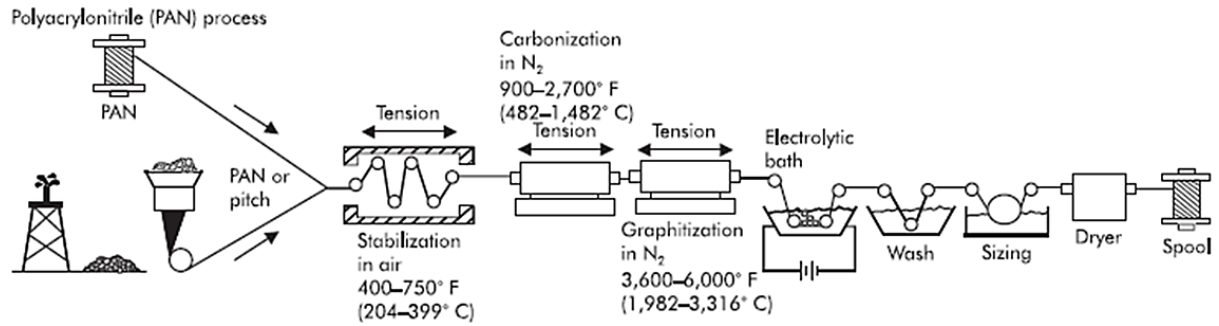 Polyacrylonitrile (PAN) process
PAN
PAN or
pitch
Tension
Stabilization
in air
400–750° F
(204–399° C)
Carbonization
in N₂
900–2,700° F
(482–1,482° C)
Tension
Tension
Graphitization
in N₂
3,600–6,000° F
(1,982–3,316° C)
Electrolytic
bath
Wash
Sizing
Dryer
Spool